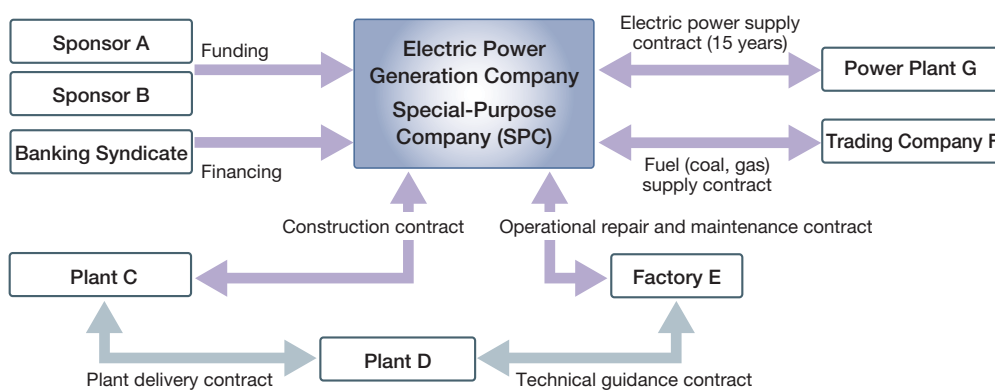 Sponsor A
Sponsor B
Banking Syndicate
Funding
Financing
Electric Power
Generation Company
Special-Purpose
Company (SPC)
Electric power supply
contract (15 years)
Power Plant G
Trading Company F
Fuel (coal, gas)
supply contract
Construction contract
Operational repair and maintenance contract
Plant C
Factory E
Plant D
Plant delivery contract
Technical guidance contract